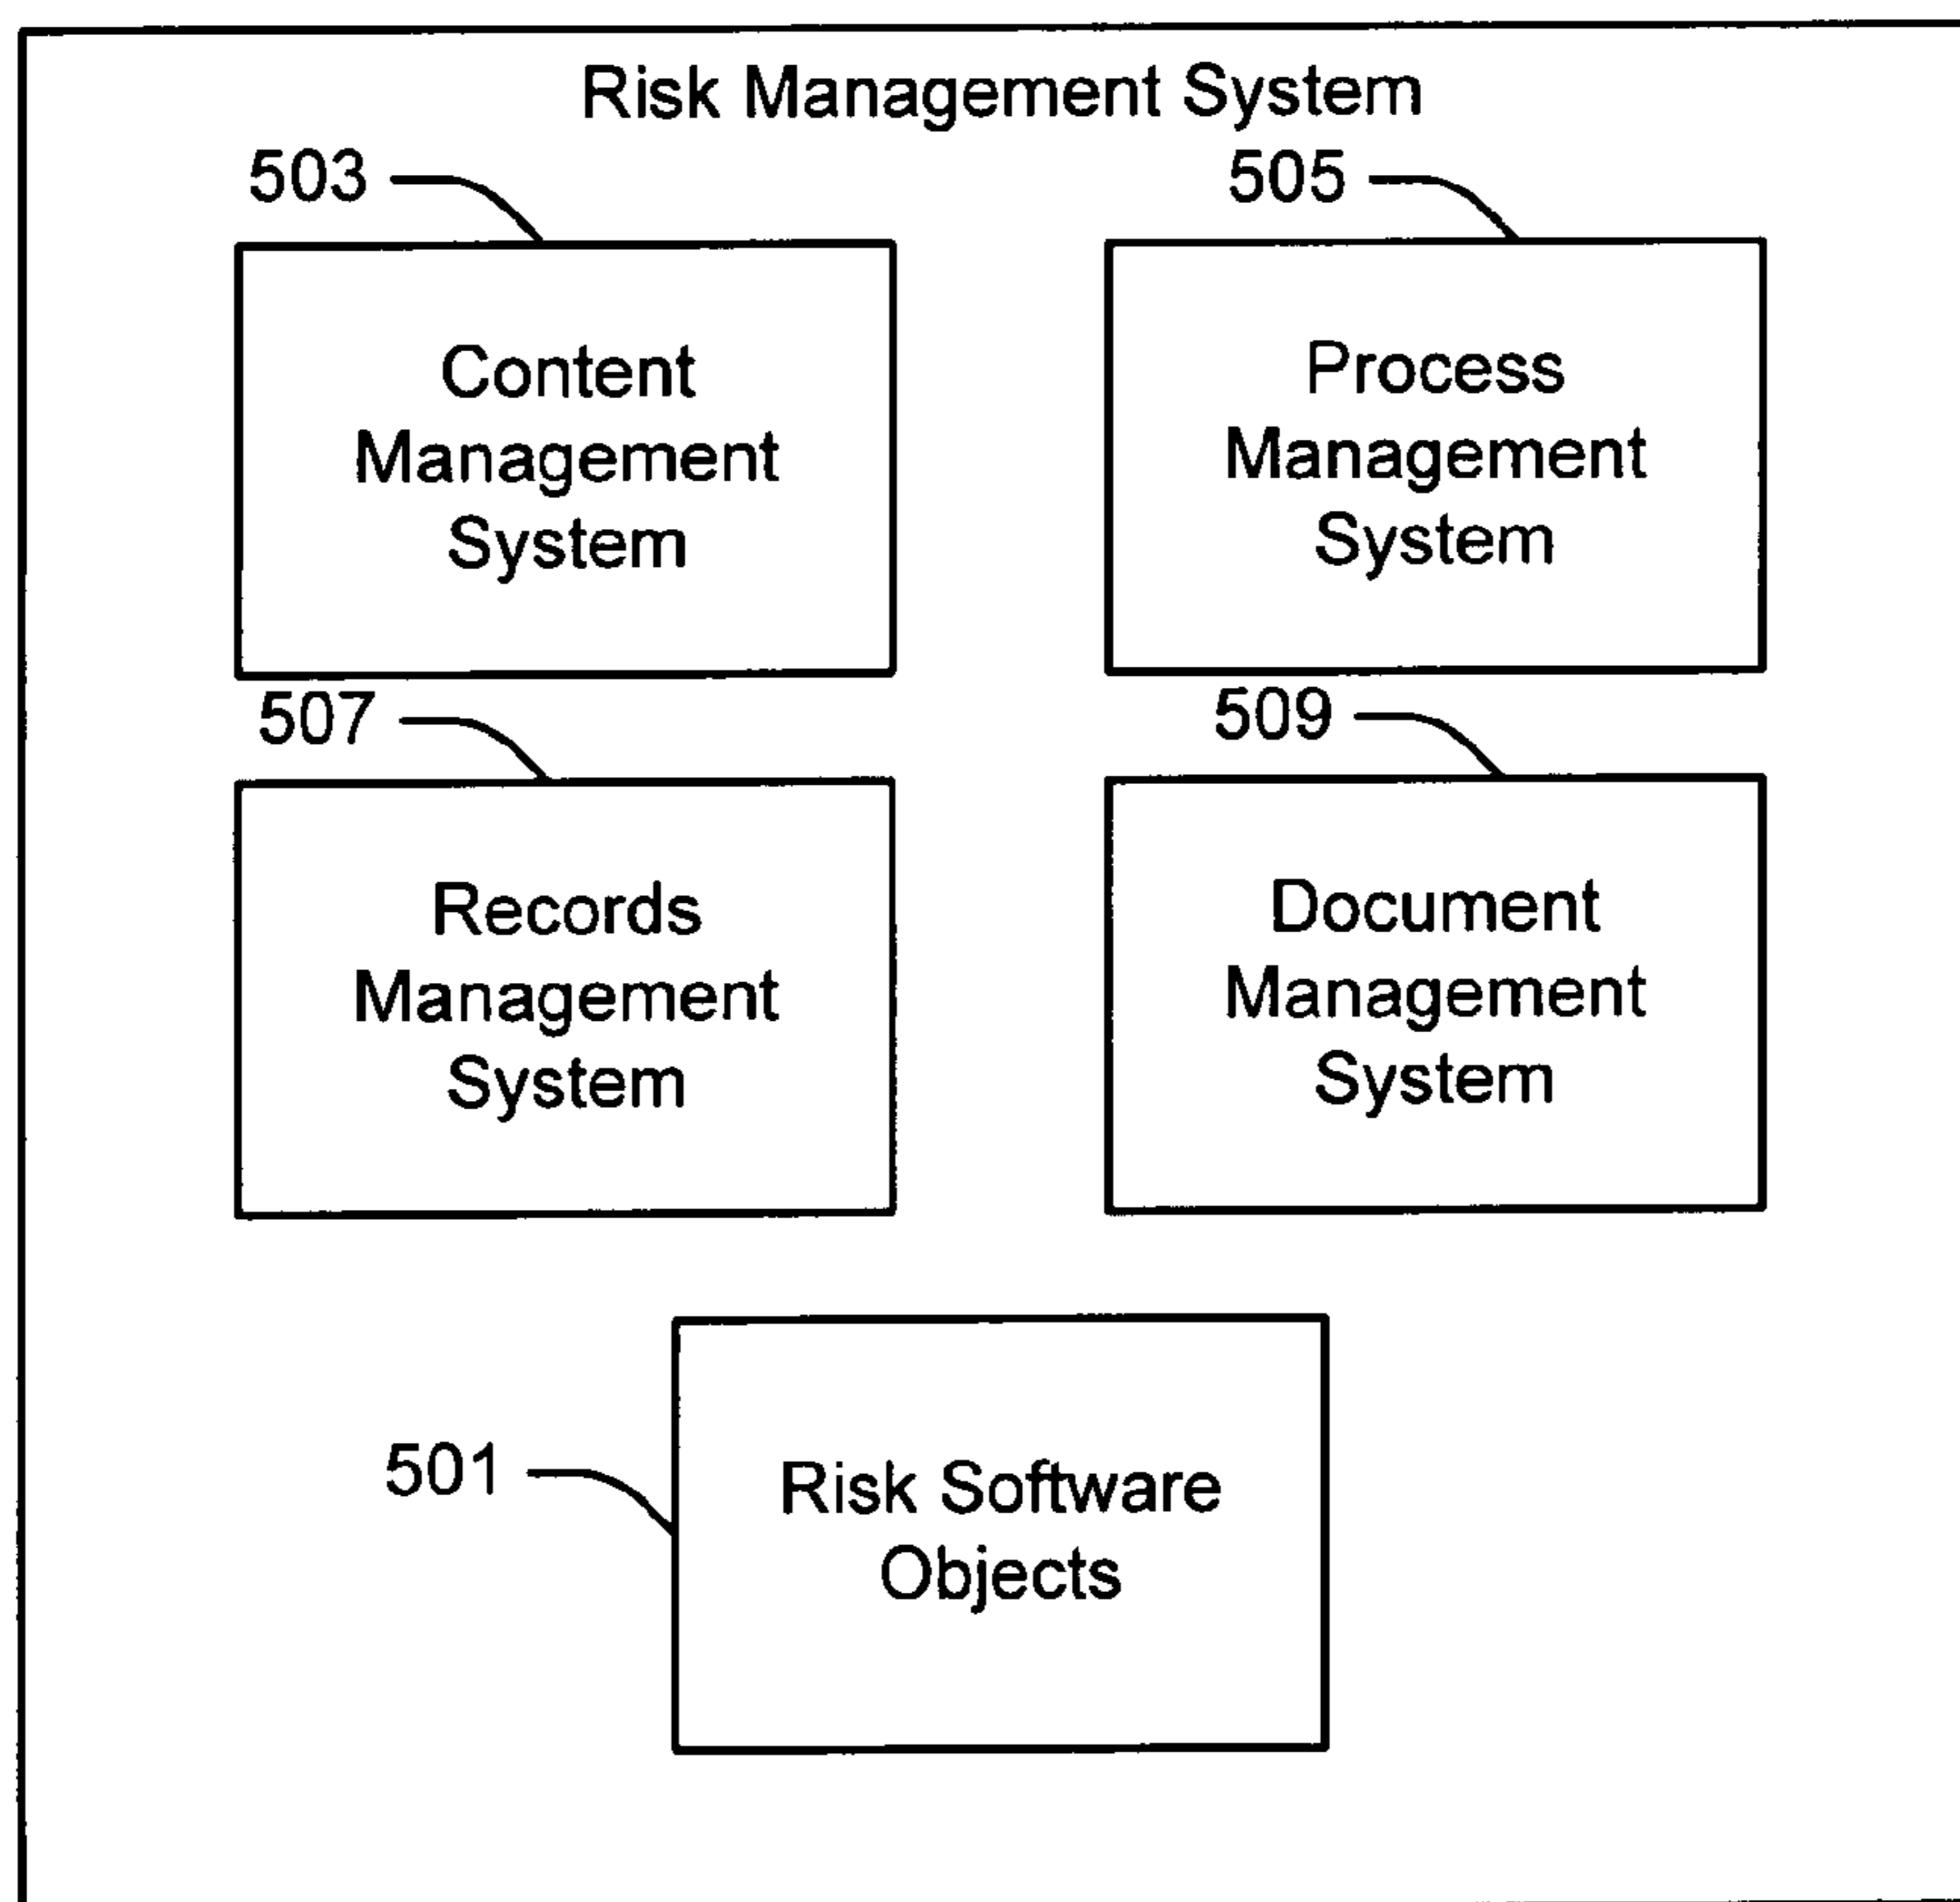 Risk Management System
503
505
Content
Management
System
Process
Management
System
507
509
Records
Management
System
Document
Management
System
501
Risk Software
Objects